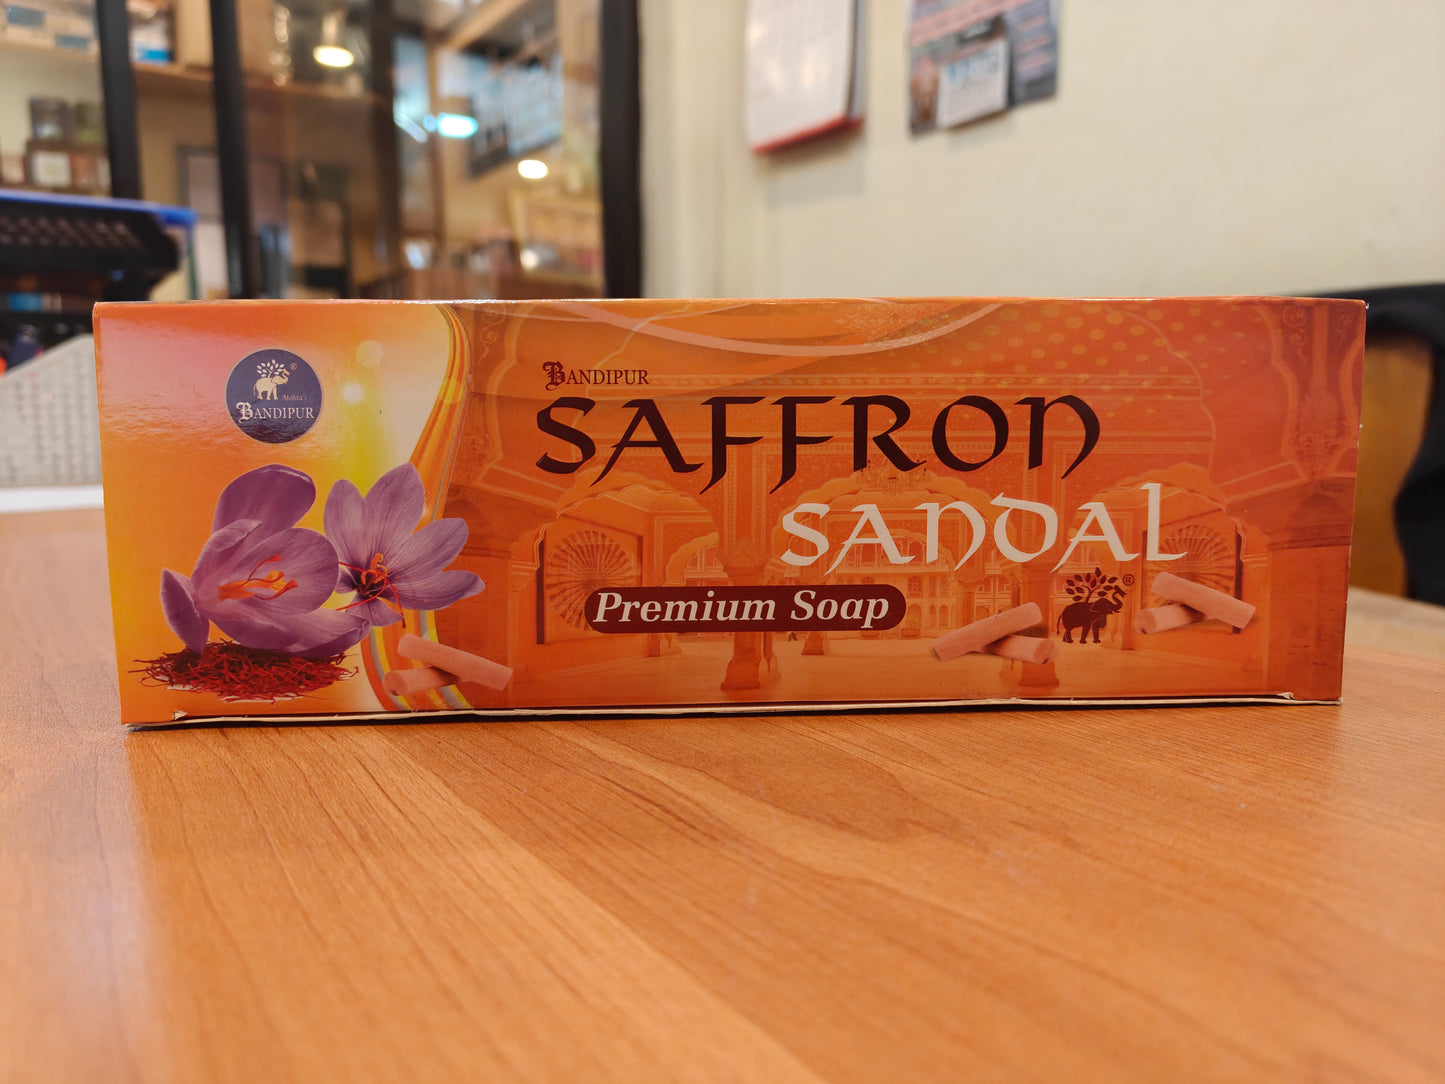 ®
Mehta's
BANDIPUR
BANDIPUR
SAFFRON
SANDAL
Premium Soap
®